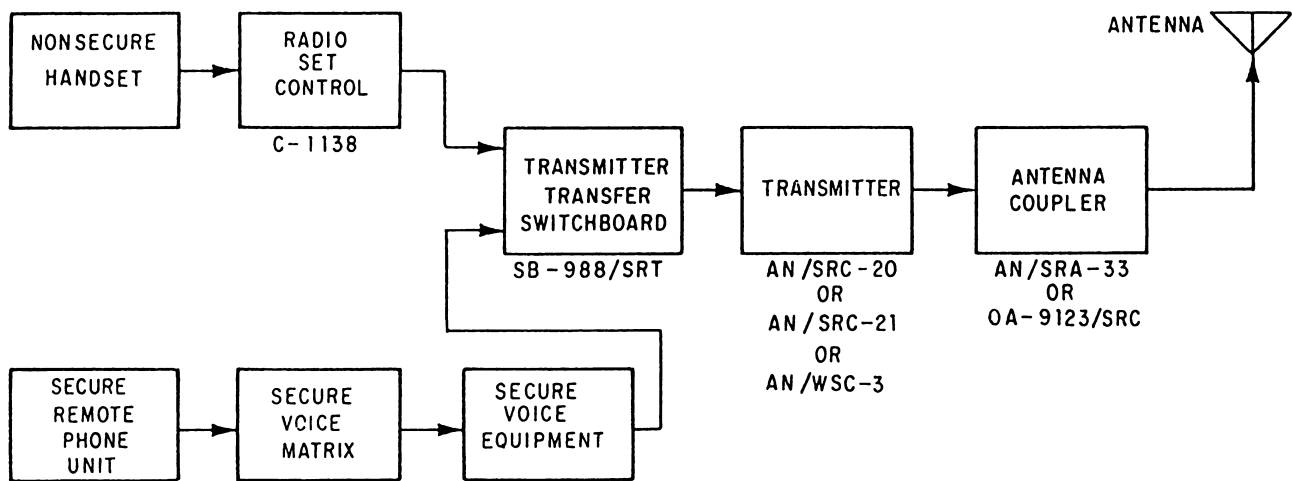 NONSECURE
HANDSET
RADIO
SET
CONTROL
C-1138
ANTENNA
TRANSMITTER
TRANSFER
SWITCHBOARD
SB-988/SRT
TRANSMITTER
AN/SRC-20
OR
AN/SRC-21
OR
AN/WSC-3
ANTENNA
COUPLER
AN/SRA-33
OR
OA-9123/SRC
SECURE
REMOTE
PHONE
UNIT
SECURE
VOICE
MATRIX
SECURE
VOICE
EQUIPMENT